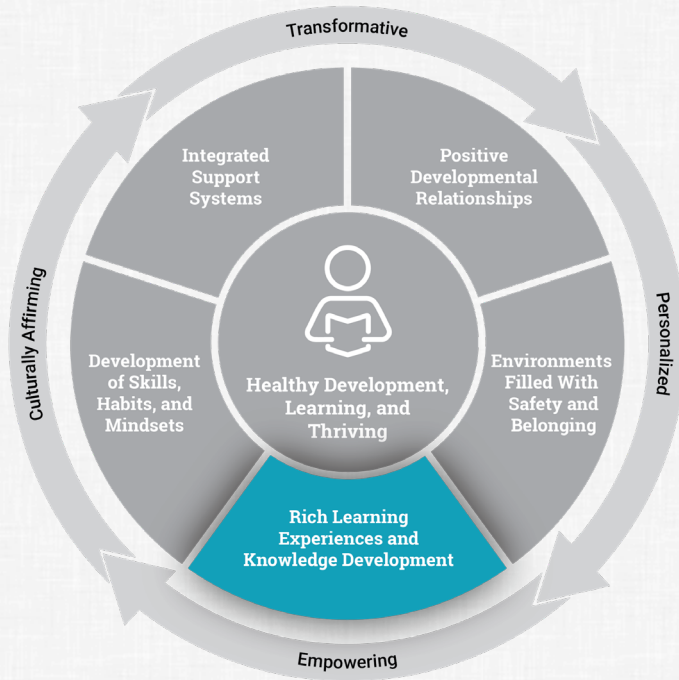 Transformative
Integrated
Support
Systems
Positive
Developmental
Relationships
Culturally Affirming
Personalized
Development
of Skills,
Habits, and
Mindsets
Healthy Development,
Learning, and
Thriving
Environments
Filled With
Safety and
Belonging
Rich Learning
Experiences and
Knowledge Development
Empowering